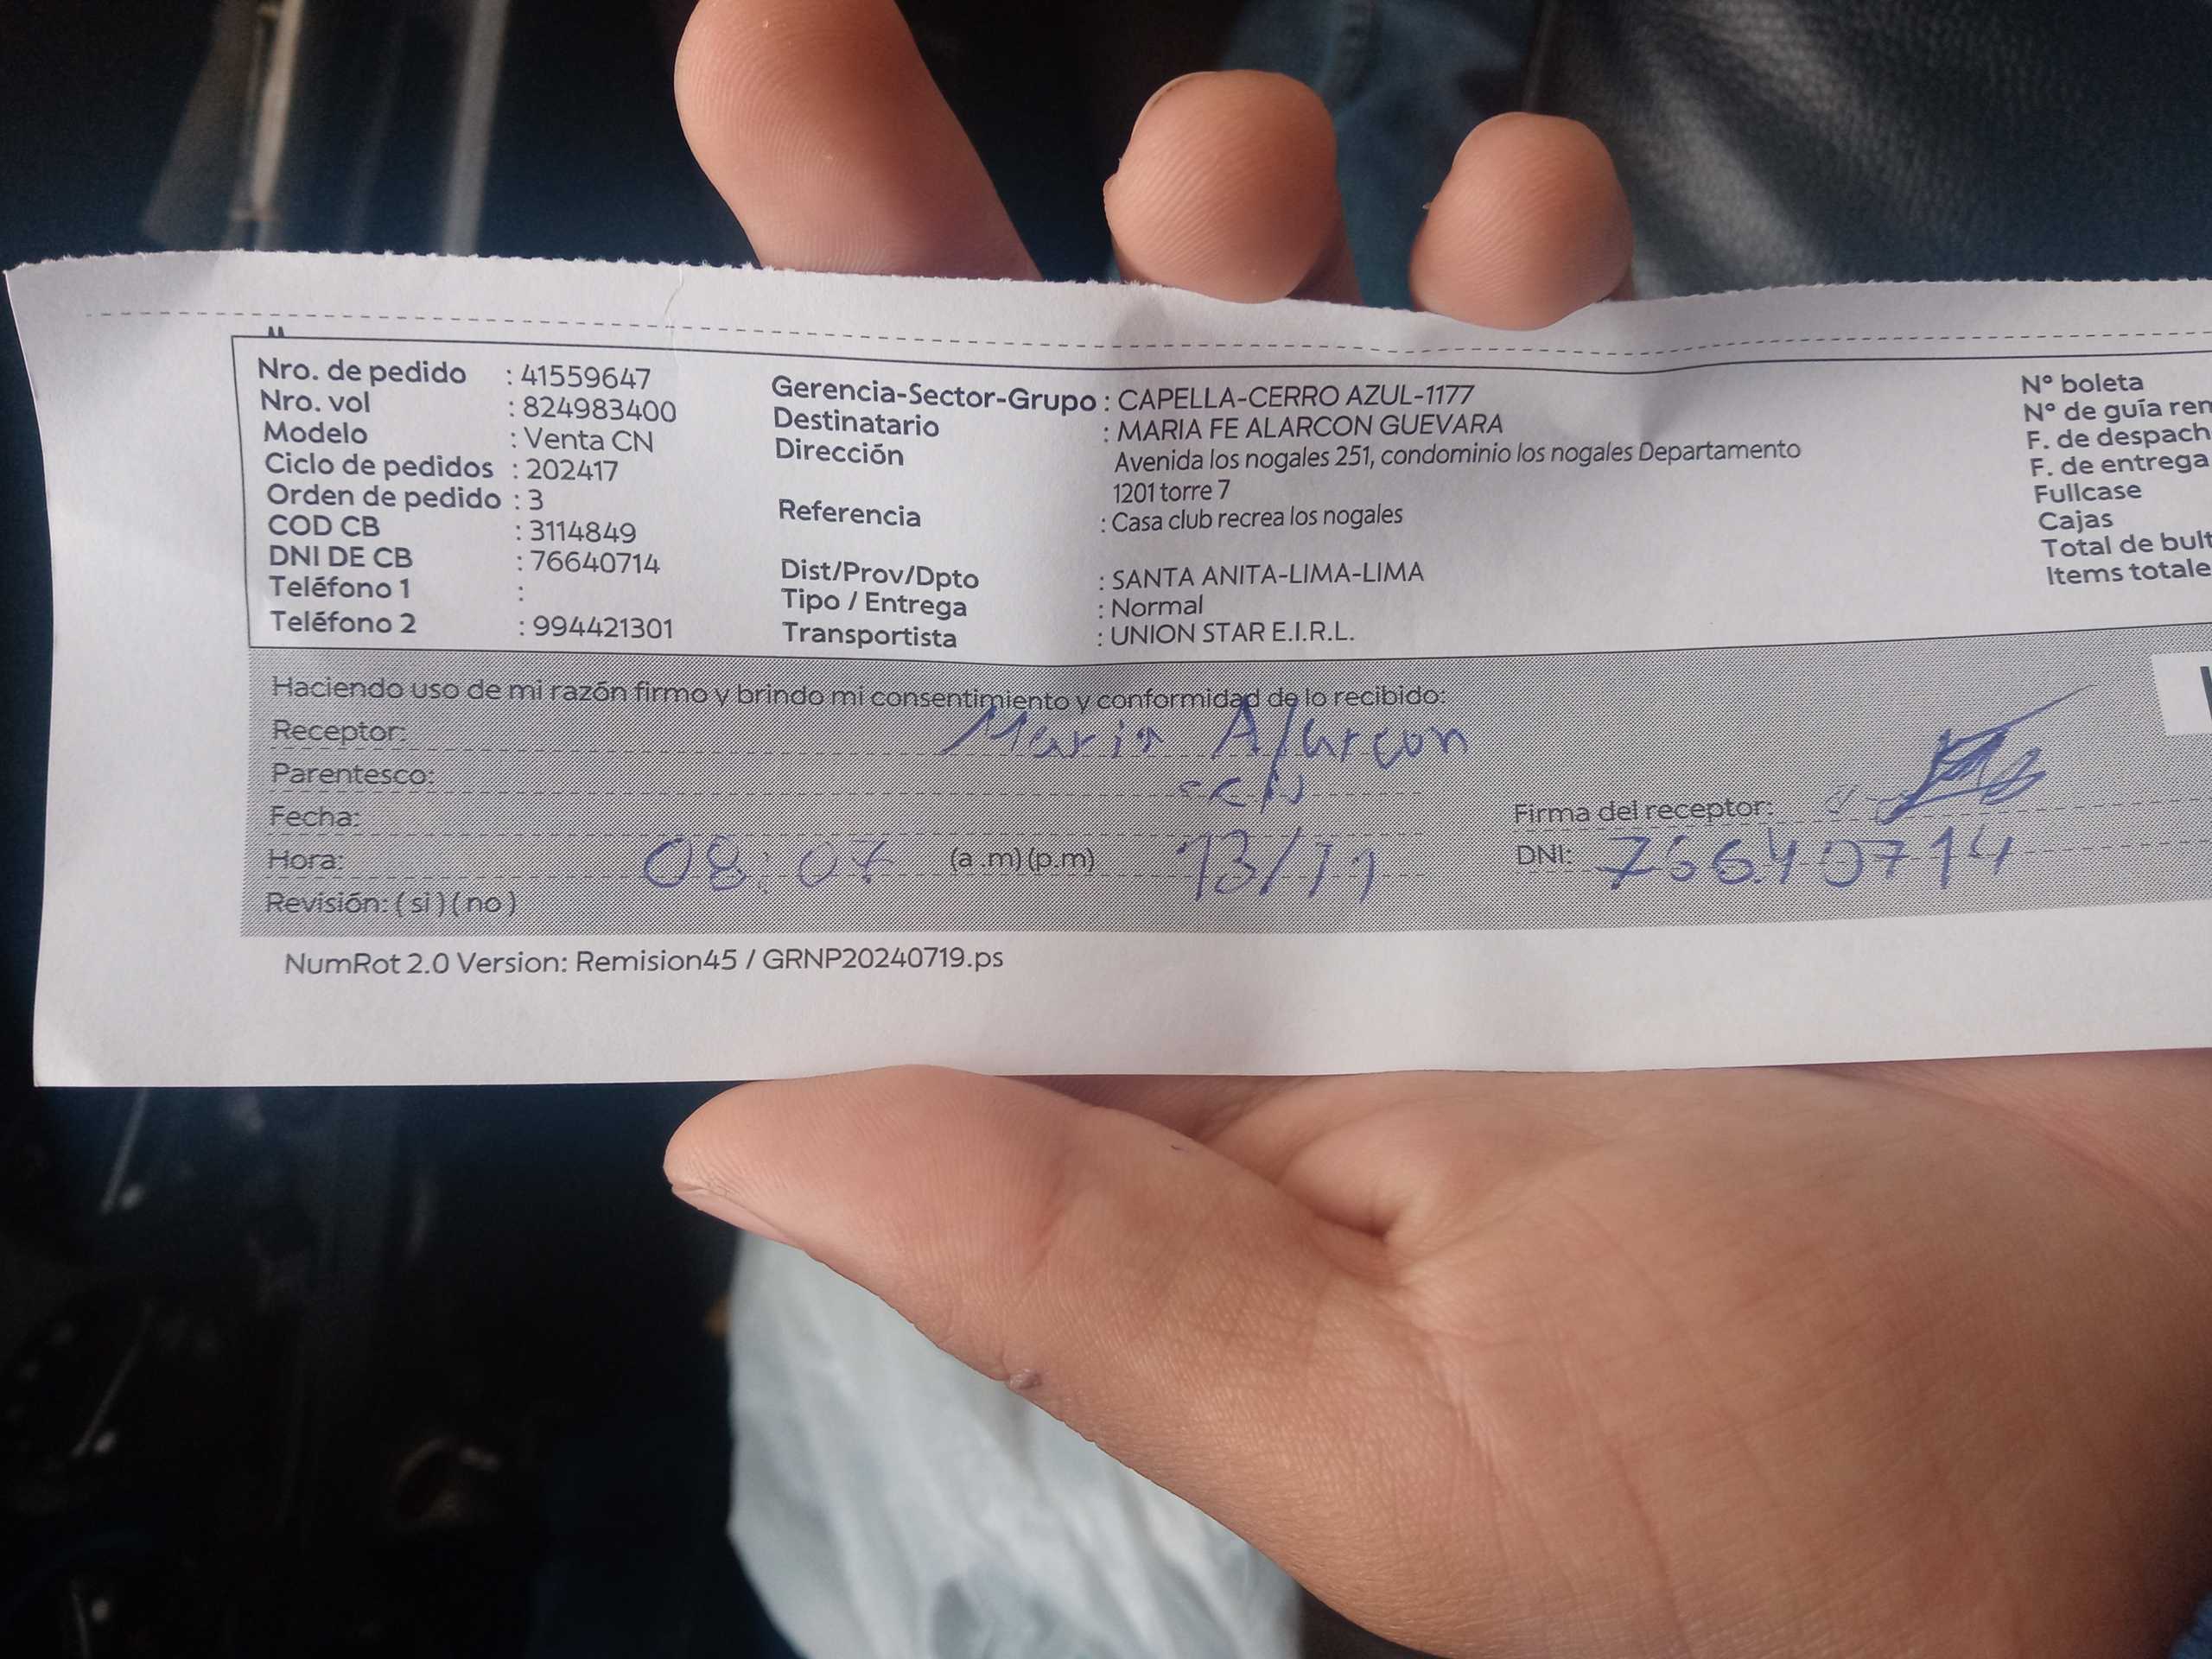 Nro. de pedido : 41559647
Nro. vol : 824983400
Modelo : Venta CN
Ciclo de pedidos : 202417
Orden de pedido : 3
COD CB : 3114849
DNI DE CB : 76640714
Teléfono 1 :
Teléfono 2 : 994421301
Gerencia-Sector-Grupo : CAPELLA-CERRO AZUL-1177
Destinatario : MARIA FE ALARCON GUEVARA
Dirección Avenida los nogales 251, condominio los nogales Departamento
1201 torre 7
Referencia : Casa club recrea los nogales
Dist/Prov/Dpto : SANTA ANITA-LIMA-LIMA
Tipo / Entrega : Normal
Transportista : UNION STAR E.I.R.L.
N° boleta
N° de guía rem
F. de despach
F. de entrega
Fullcase
Cajas
Total de bult
Items totale
Haciendo uso de mi razón firmo y brindo mi consentimiento y conformidad de lo recibido:
Receptor: Maria Alarcon
Parentesco:
Fecha:
Hora: 08:07 (a .m) (p.m) 13/11
Revisión: ( si ) ( no )
Firma del receptor:
DNI: 76640714
NumRot 2.0 Version: Remision45 / GRNP20240719.ps